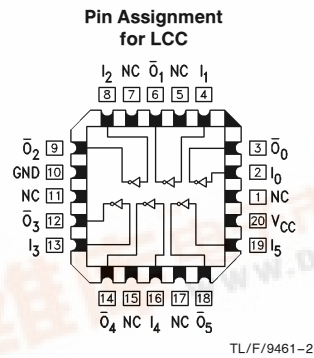 Pin Assignment
for LCC
I₂ NC Ō₁ NC I₁
8 7 6 5 4
Ō₂ 9
GND 10
NC 11
Ō₃ 12
I₃ 13
3 Ō₀
2 I₀
1 NC
20 VCC
19 I₅
14 15 16 17 18
Ō₄ NC I₄ NC Ō₅
TL/F/9461–2